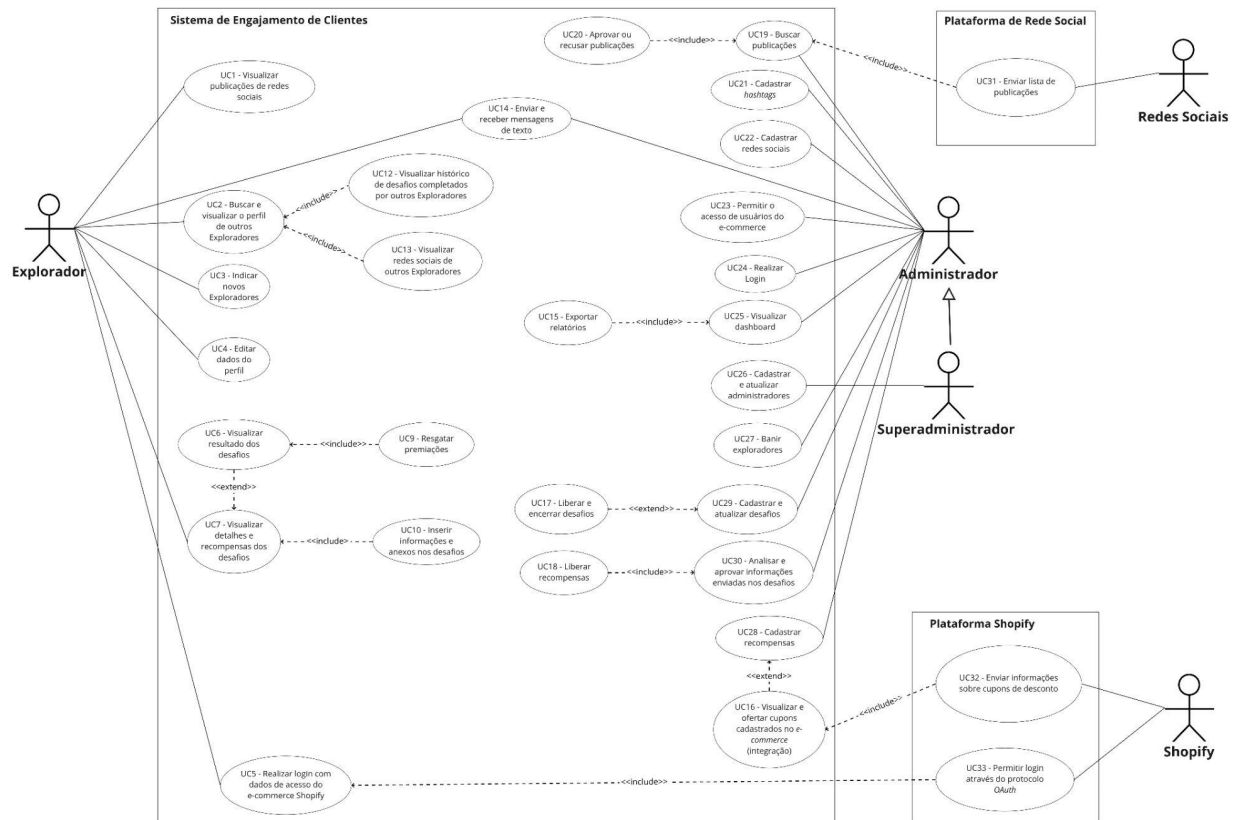 Sistema de Engajamento de Clientes
UC1 - Visualizar
publicações de redes
sociais
UC14 - Enviar e
receber mensagens
de texto
UC12 - Visualizar histórico
de desafios completados
por outros Exploradores
<<include>>
UC2 - Buscar e
visualizar o perfil
de outros
Exploradores
<<include>>
UC13 - Visualizar
redes sociais de
outros Exploradores
Explorador
UC3 - Indicar
novos
Exploradores
UC4 - Editar
dados do
perfil
UC6 - Visualizar
resultado dos
desafios
<<include>>
UC9 - Resgatar
premiações
<<extend>>
UC7 - Visualizar
detalhes e
recompensas dos
desafios
<<include>>
UC10 - Inserir
informações e
anexos nos desafios
UC5 - Realizar login com
dados de acesso do
e-commerce Shopify
<<include>>
UC20 - Aprovar ou
recusar publicações
<<include>>
UC19 - Buscar
publicações
UC21 - Cadastrar
hashtags
UC22 - Cadastrar
redes sociais
UC23 - Permitir o
acesso de usuários do
e-commerce
UC24 - Realizar
Login
UC15 - Exportar
relatórios
<<include>>
UC25 - Visualizar
dashboard
UC26 - Cadastrar
e atualizar
administradores
UC27 - Banir
exploradores
UC17 - Liberar e
encerrar desafios
<<extend>>
UC29 - Cadastrar e
atualizar desafios
UC18 - Liberar
recompensas
<<include>>
UC30 - Analisar e
aprovar informações
enviadas nos desafios
UC28 - Cadastrar
recompensas
<<extend>>
UC16 - Visualizar e
ofertar cupons
cadastrados no e-
commerce
(integração)
Administrador
Superadministrador
Plataforma de Rede Social
<<include>>
UC31 - Enviar lista de
publicações
Redes Sociais
Plataforma Shopify
<<include>>
UC32 - Enviar informações
sobre cupons de desconto
UC33 - Permitir login
através do protocolo
OAuth
Shopify